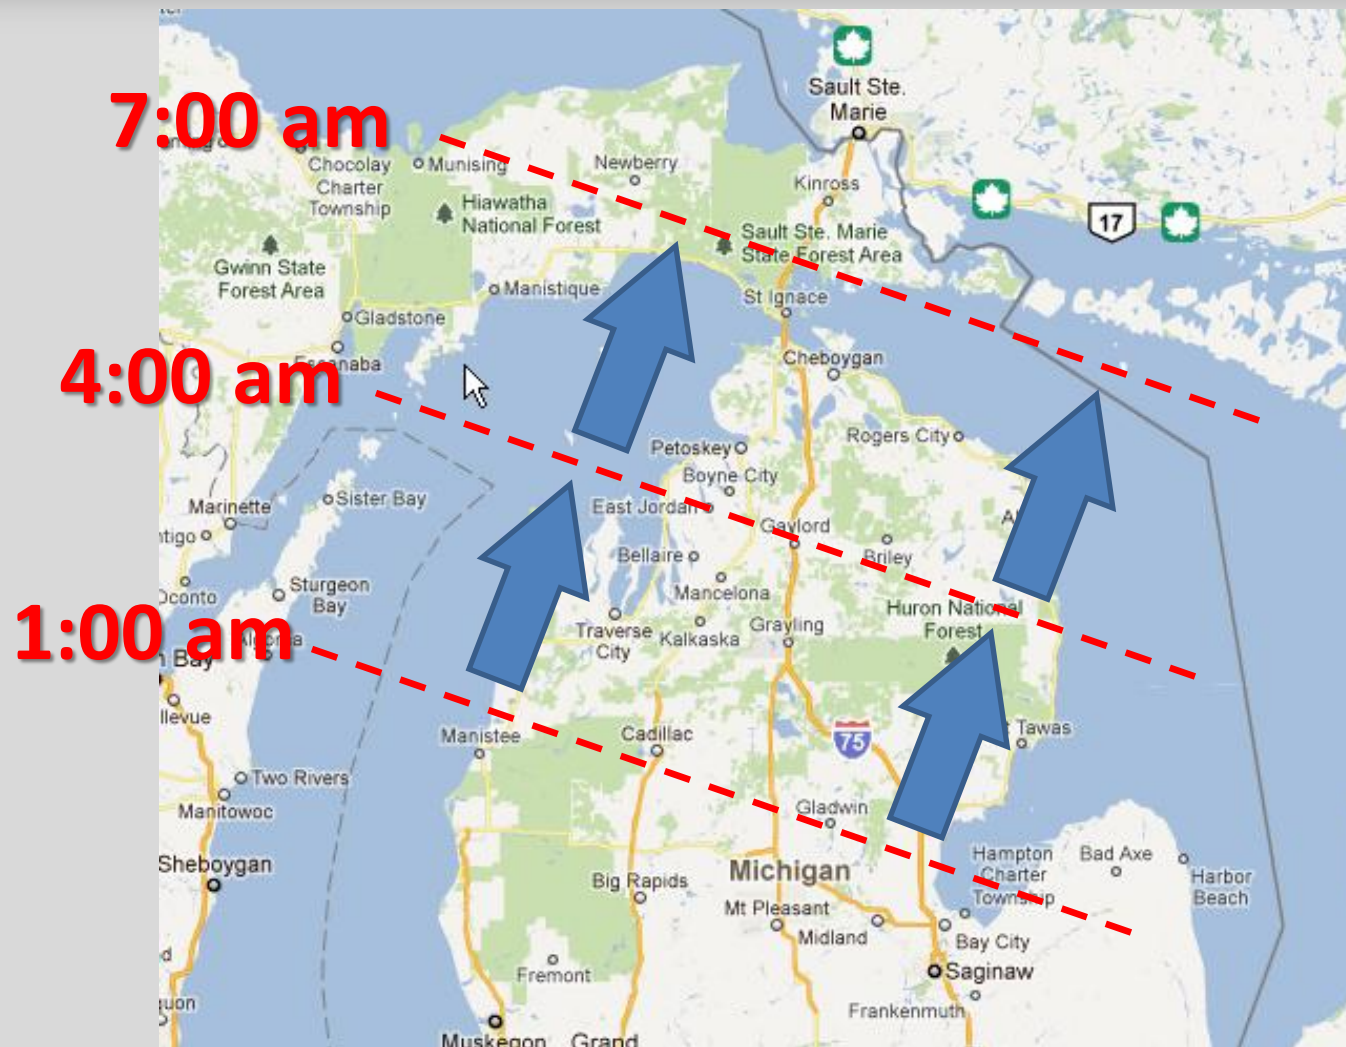 Sault Ste.
Marie
7:00 am
Chocolay
Charter
Township
Munising
Newberry
Kinross
Hiawatha
National Forest
17
Sault Ste. Marie
State Forest Area
Gwinn State
Forest Area
Manistique
St Ignace
Gladstone
4:00 am
Cheboygan
Petoskey
Rogers City
Boyne City
Sister Bay
Marinette
East Jordan
Gaylord
Briley
Bellaire
Mancelona
Sturgeon
Bay
Huron National
Forest
1:00 am
Traverse
City
Kalkaska
Grayling
Bay
Manistee
Cadillac
75
Tawas
Two Rivers
Manitowoc
Gladwin
Sheboygan
Big Rapids
Michigan
Hampton
Charter
Township
Bad Axe
Harbor
Beach
Mt Pleasant
Midland
Bay City
Saginaw
Fremont
Frankenmuth
Muskegon
Grand